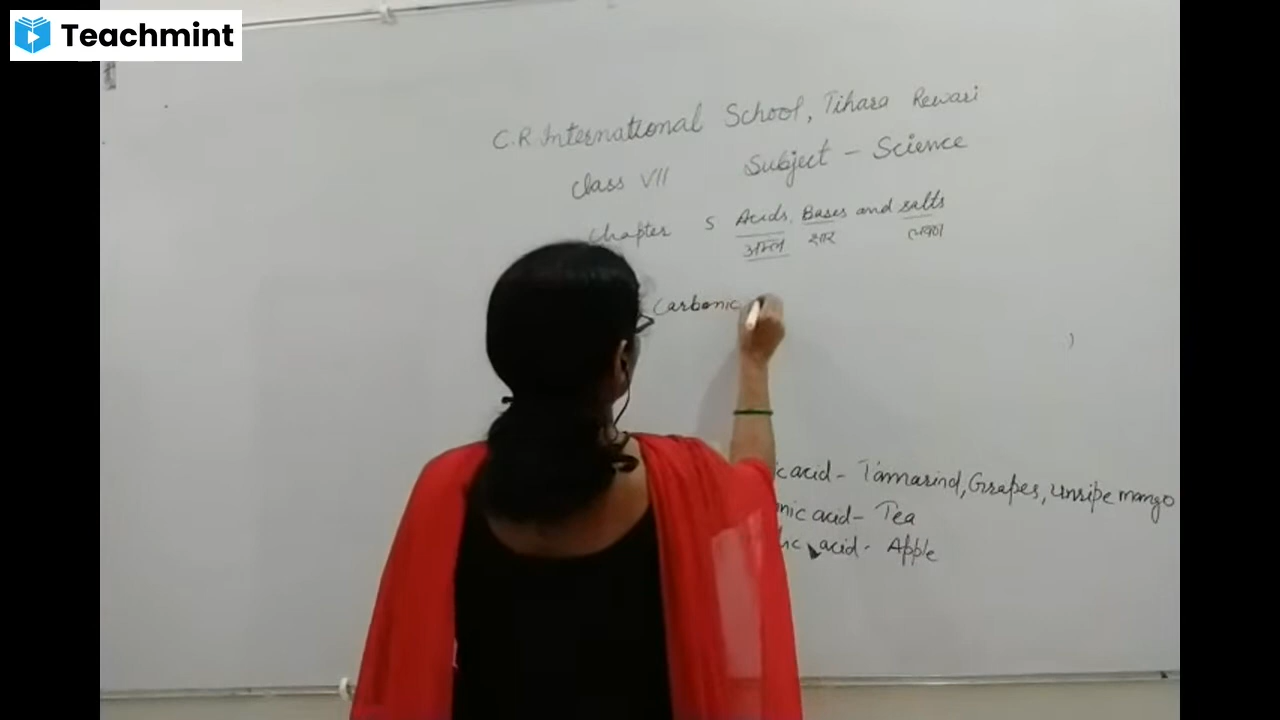 Teachmint
C.R. International School, Tihara Rewari
Class VII Subject - Science
Chapter 5 Acids, Bases and salts
अम्ल क्षार लवण
Carbonic
ic acid - Tamarind, Grapes, Unripe mango
nic acid - Tea
lic acid - Apple